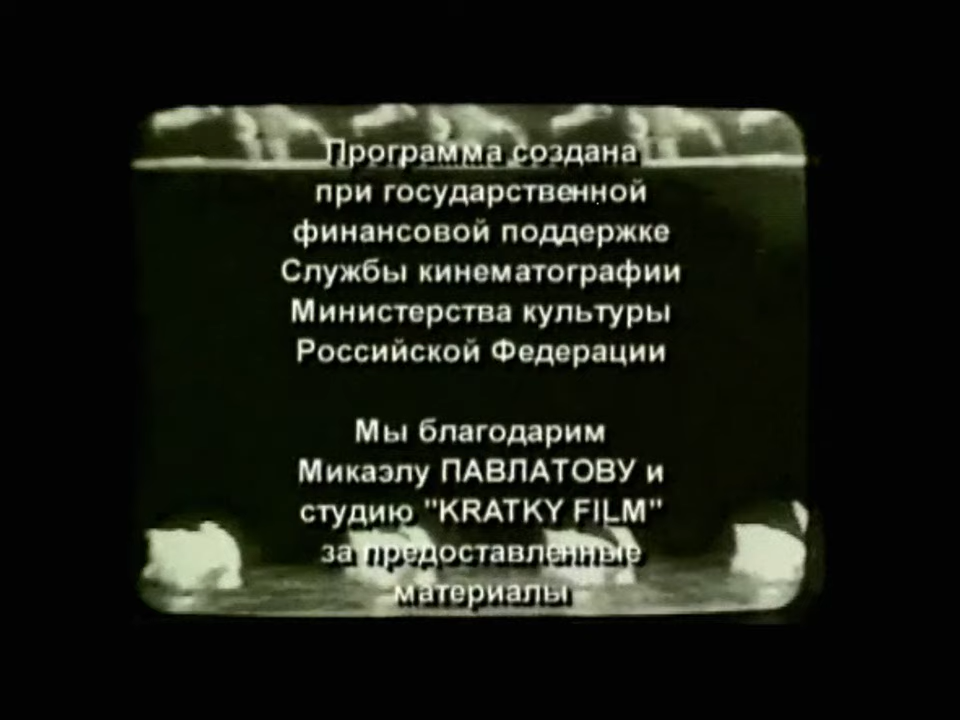 Программа создана
при государственной
финансовой поддержке
Службы кинематографии
Министерства культуры
Российской Федерации
Мы благодарим
Микаэлу ПАВЛАТОВУ и
студию "KRATKY FILM"
за предоставленные
материалы